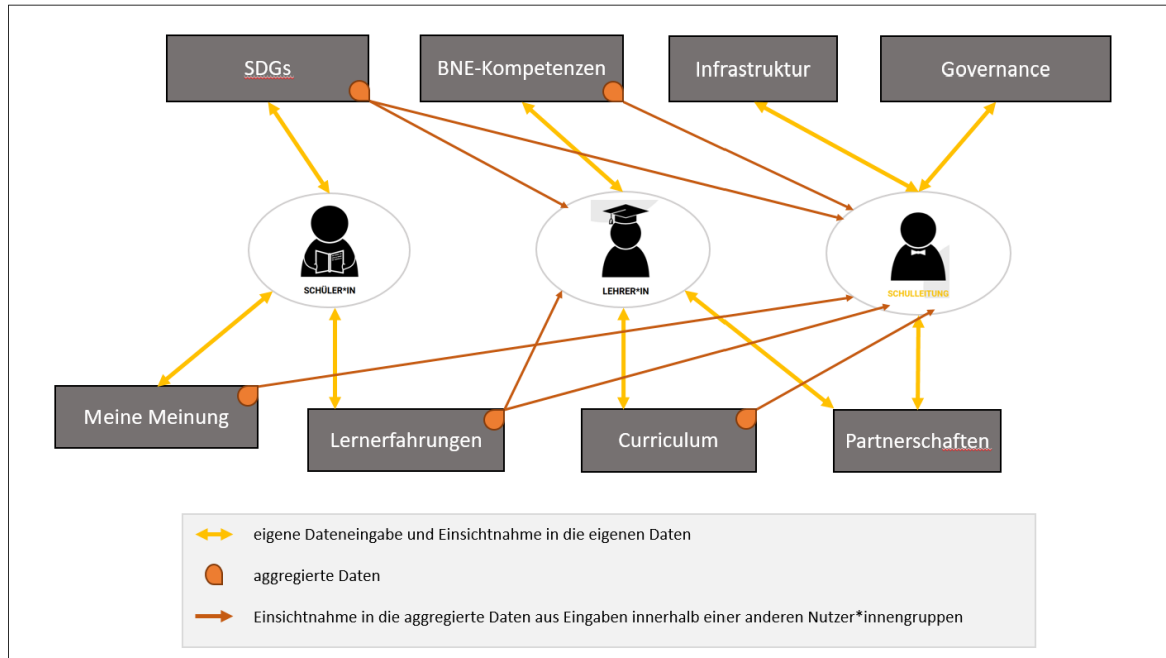 SDGs
BNE-Kompetenzen
Infrastruktur
Governance
SCHÜLER*IN
LEHRER*IN
SCHULLEITUNG
Meine Meinung
Lernerfahrungen
Curriculum
Partnerschaften
eigene Dateneingabe und Einsichtnahme in die eigenen Daten
aggregierte Daten
Einsichtnahme in die aggregierte Daten aus Eingaben innerhalb einer anderen Nutzer*innengruppen